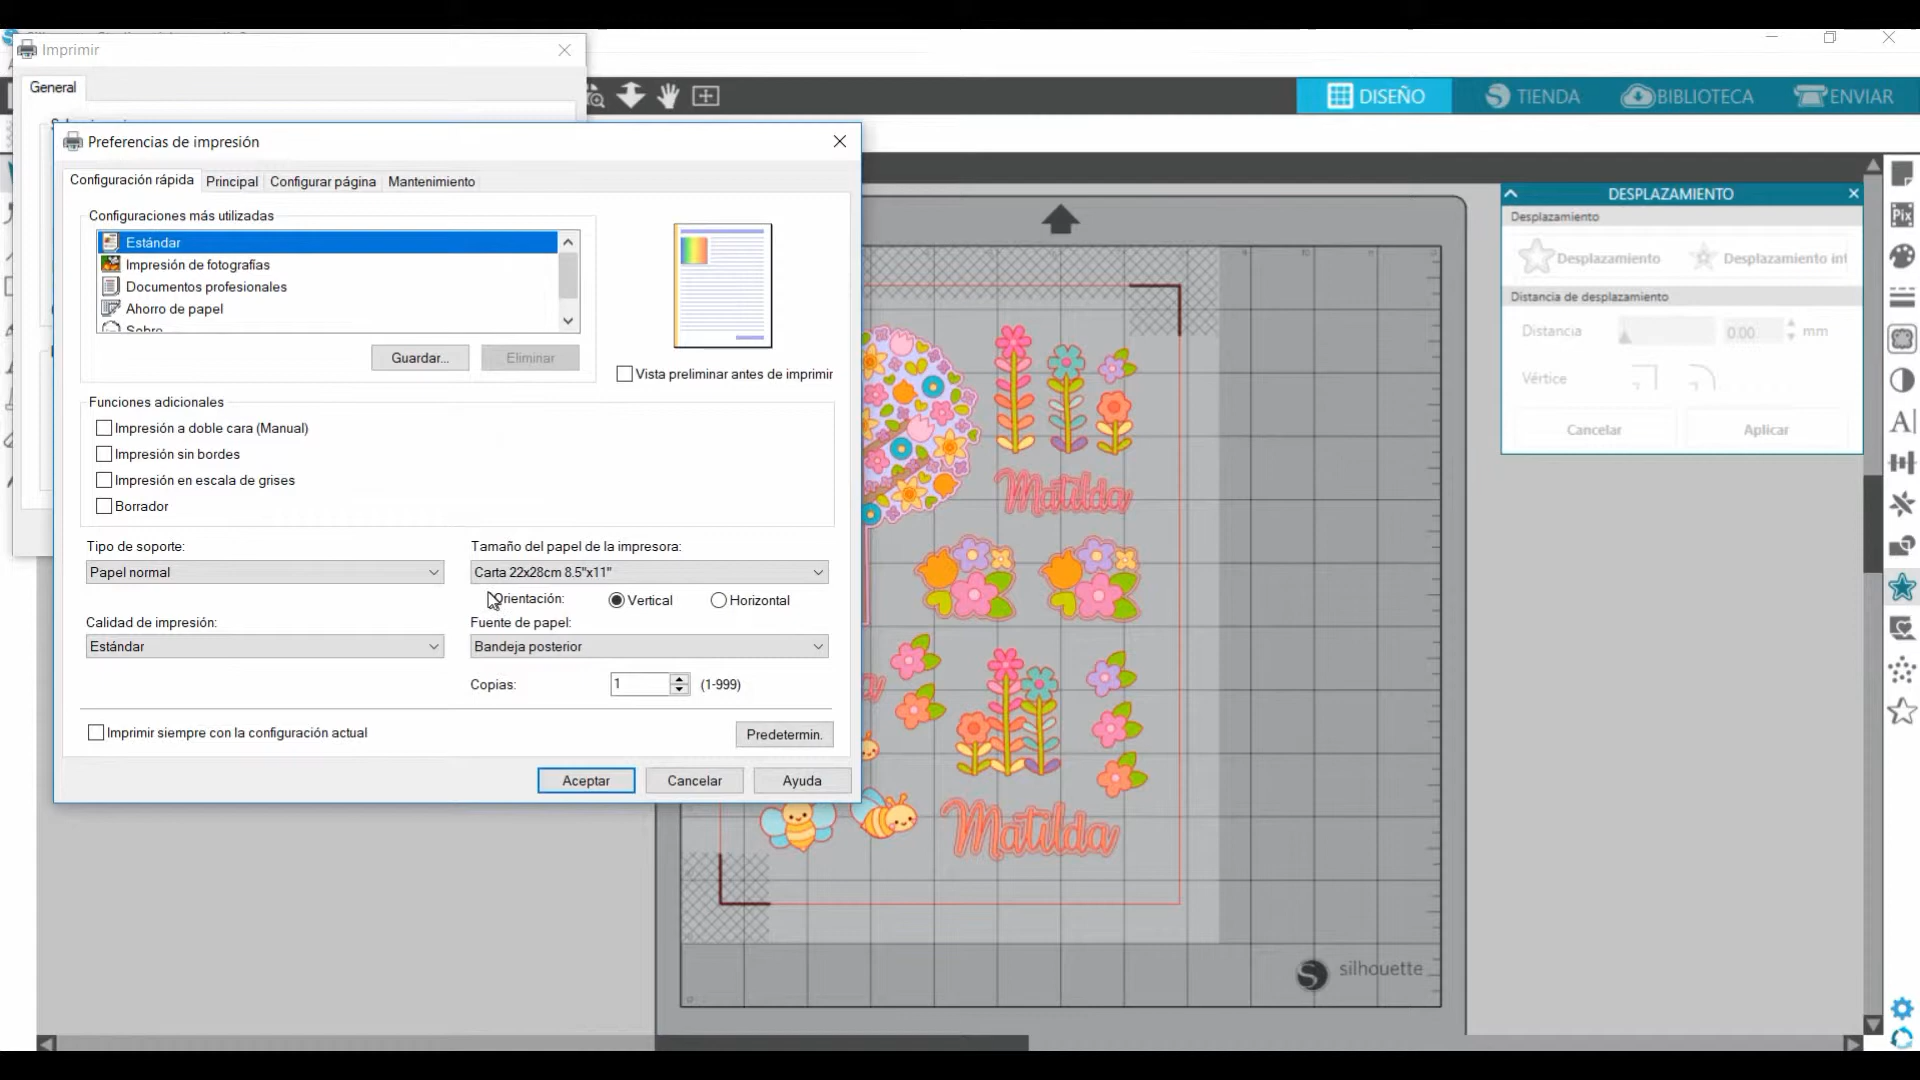 Imprimir
General
DISEÑO
TIENDA
BIBLIOTECA
ENVIAR
Preferencias de impresión
Configuración rápida
Principal
Configurar página
Mantenimiento
Configuraciones más utilizadas
Estándar
Impresión de fotografías
Documentos profesionales
Ahorro de papel
Sobre
Guardar...
Eliminar
Vista preliminar antes de imprimir
Funciones adicionales
Impresión a doble cara (Manual)
Impresión sin bordes
Impresión en escala de grises
Borrador
Tipo de soporte:
Papel normal
Tamaño del papel de la impresora:
Carta 22x28cm 8.5"x11"
Orientación:
Vertical
Horizontal
Calidad de impresión:
Estándar
Fuente de papel:
Bandeja posterior
Copias:
1
(1-999)
Imprimir siempre con la configuración actual
Predetermin.
Aceptar
Cancelar
Ayuda
Matilda
Matilda
silhouette
DESPLAZAMIENTO
Desplazamiento
Desplazamiento
Desplazamiento int
Distancia de desplazamiento
Distancia
0.00
mm
Vértice
Cancelar
Aplicar
Pix
A